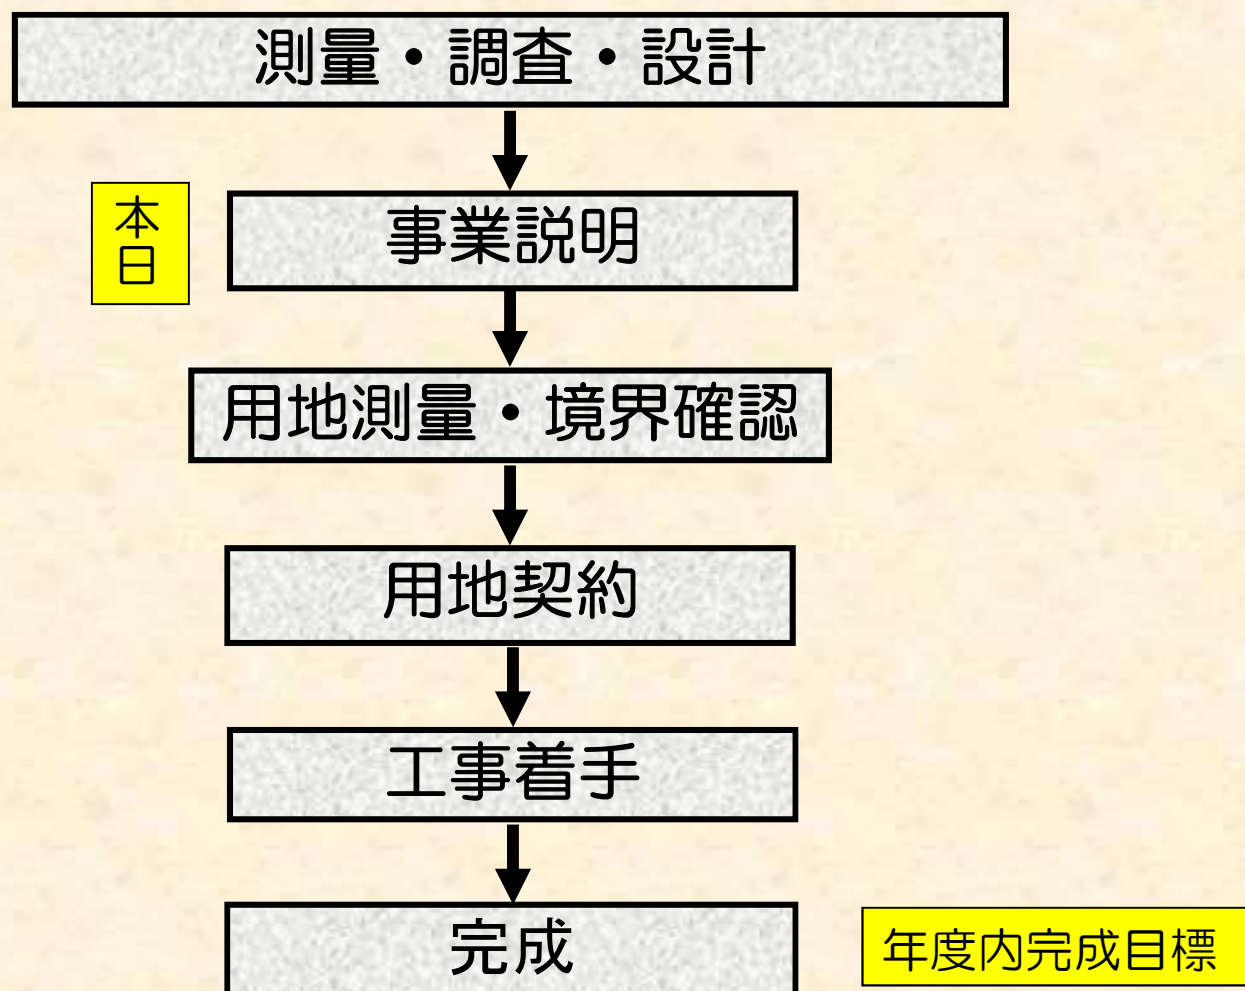 測量・調査・設計
本日
事業説明
用地測量・境界確認
用地契約
工事着手
完成
年度内完成目標